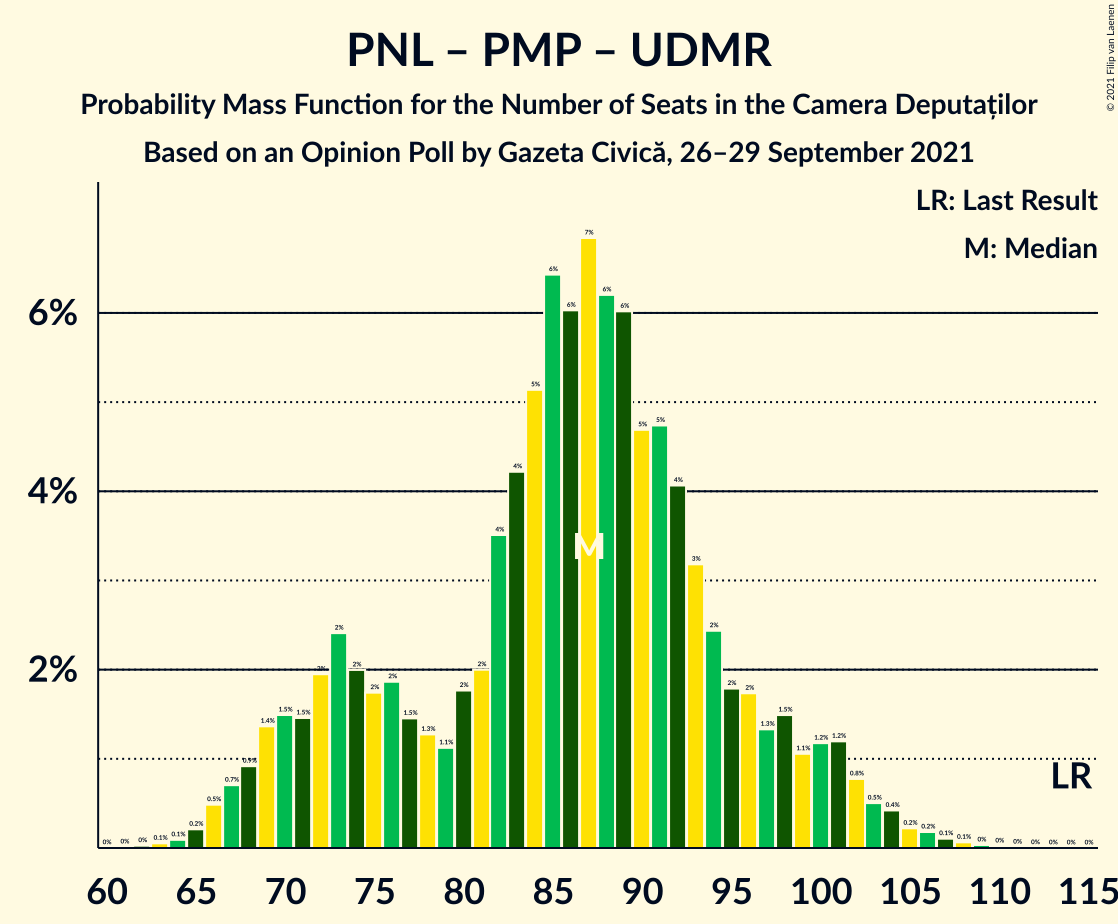 PNL – PMP – UDMR
Probability Mass Function for the Number of Seats in the Camera Deputaților
Based on an Opinion Poll by Gazeta Civică, 26–29 September 2021
© 2021 Filip van Laenen
LR: Last Result
M: Median
6%
4%
2%
0% 0% 0% 0.1% 0.1% 0.2% 0.5% 0.7% 0.9% 1.4% 1.5% 1.5% 2% 2% 2% 2% 2% 1.5% 1.3% 1.1% 2% 2% 4% 4% 5% 6% 6% 7% 6% 6% 5% 5% 4% 3% 2% 2% 2% 1.3% 1.5% 1.1% 1.2% 1.2% 0.8% 0.5% 0.4% 0.2% 0.2% 0.1% 0.1% 0% 0% 0% 0% 0% 0% 0%
M
LR
60 65 70 75 80 85 90 95 100 105 110 115